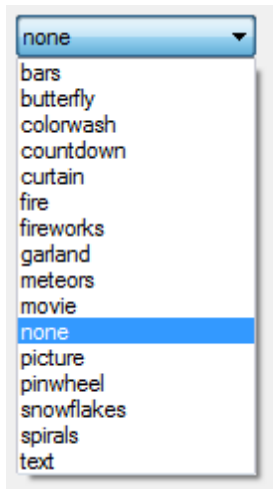 none
bars
butterfly
colorwash
countdown
curtain
fire
fireworks
garland
meteors
movie
none
picture
pinwheel
snowflakes
spirals
text